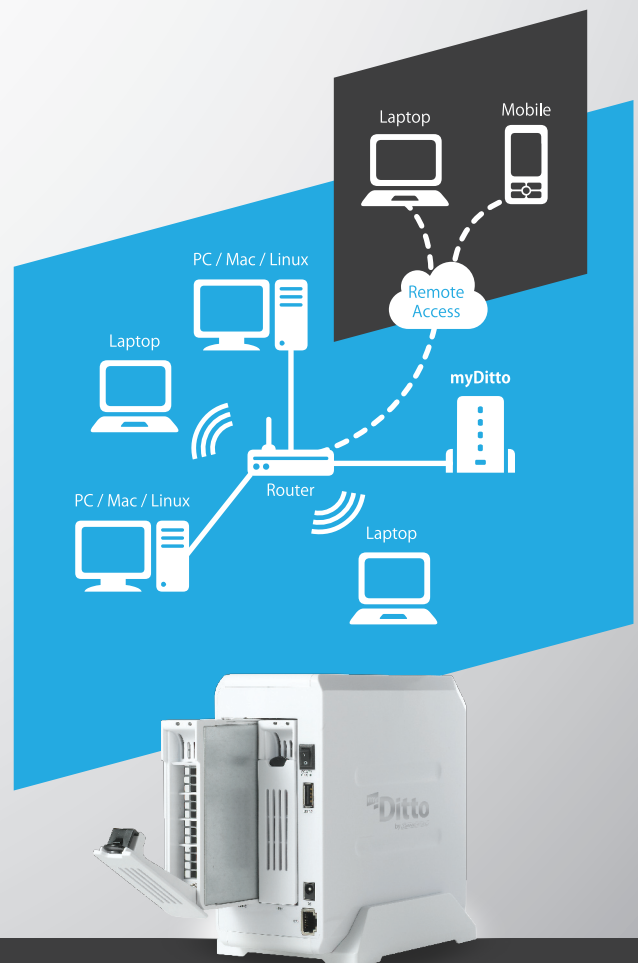 Laptop
Mobile
PC / Mac / Linux
Remote
Access
Laptop
myDitto
Router
PC / Mac / Linux
Laptop
Ditto